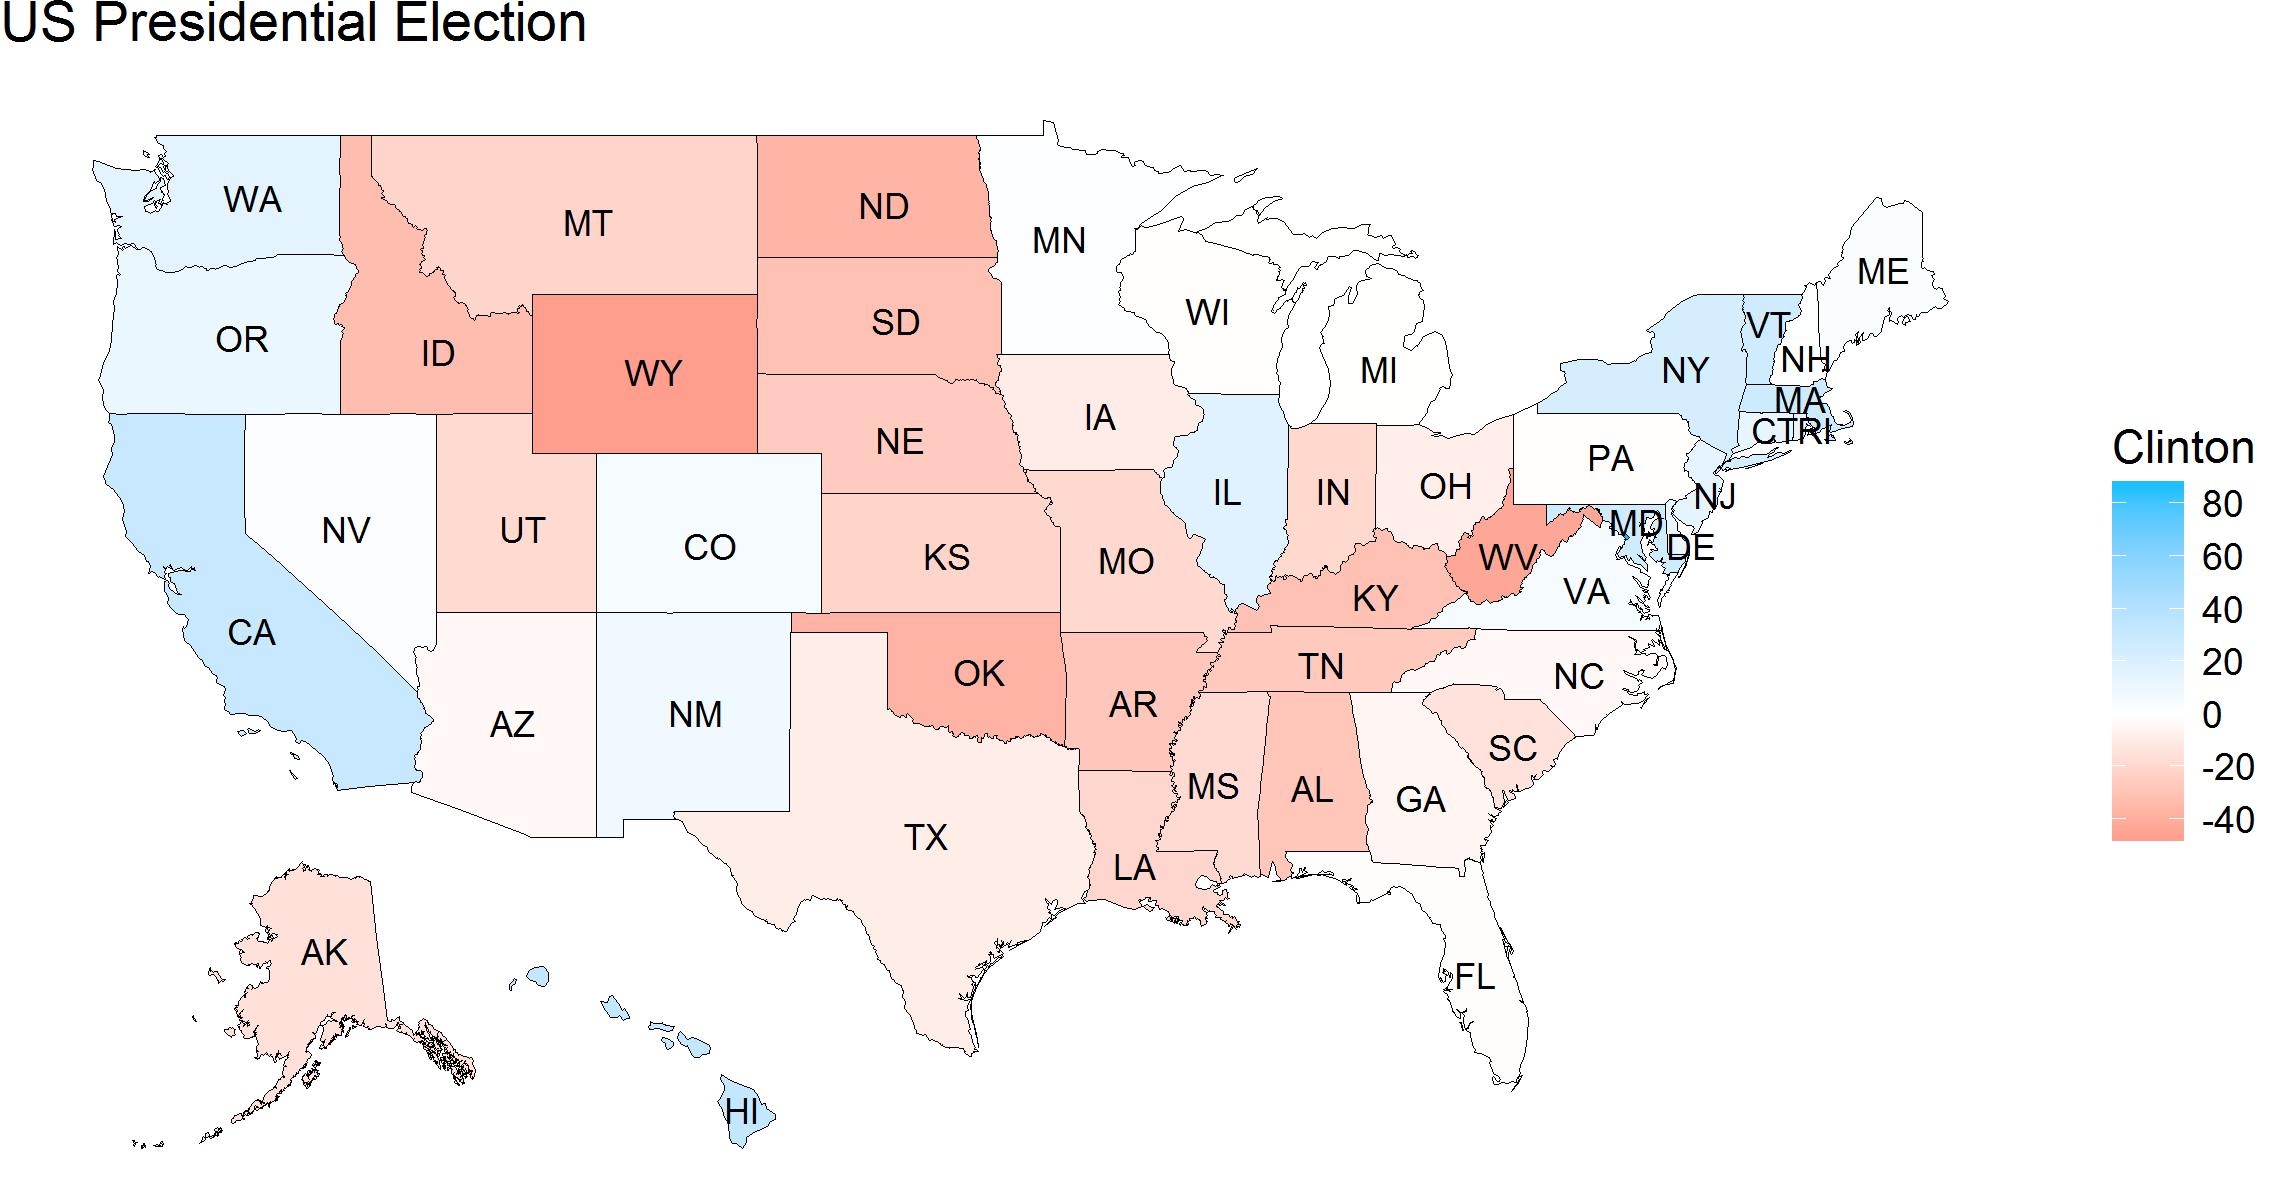 US Presidential Election
WA
MT
ND
MN
ME
OR
ID
WY
SD
WI
MI
NY
VT
NH
MA
CT
RI
NV
UT
CO
NE
IA
IL
IN
OH
PA
NJ
MD
DE
CA
KS
MO
KY
WV
VA
AZ
NM
OK
AR
TN
NC
TX
LA
MS
AL
GA
SC
FL
AK
HI
Clinton
80
60
40
20
0
-20
-40